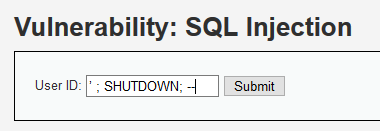 Vulnerability: SQL Injection
User ID: ' ; SHUTDOWN; -- Submit